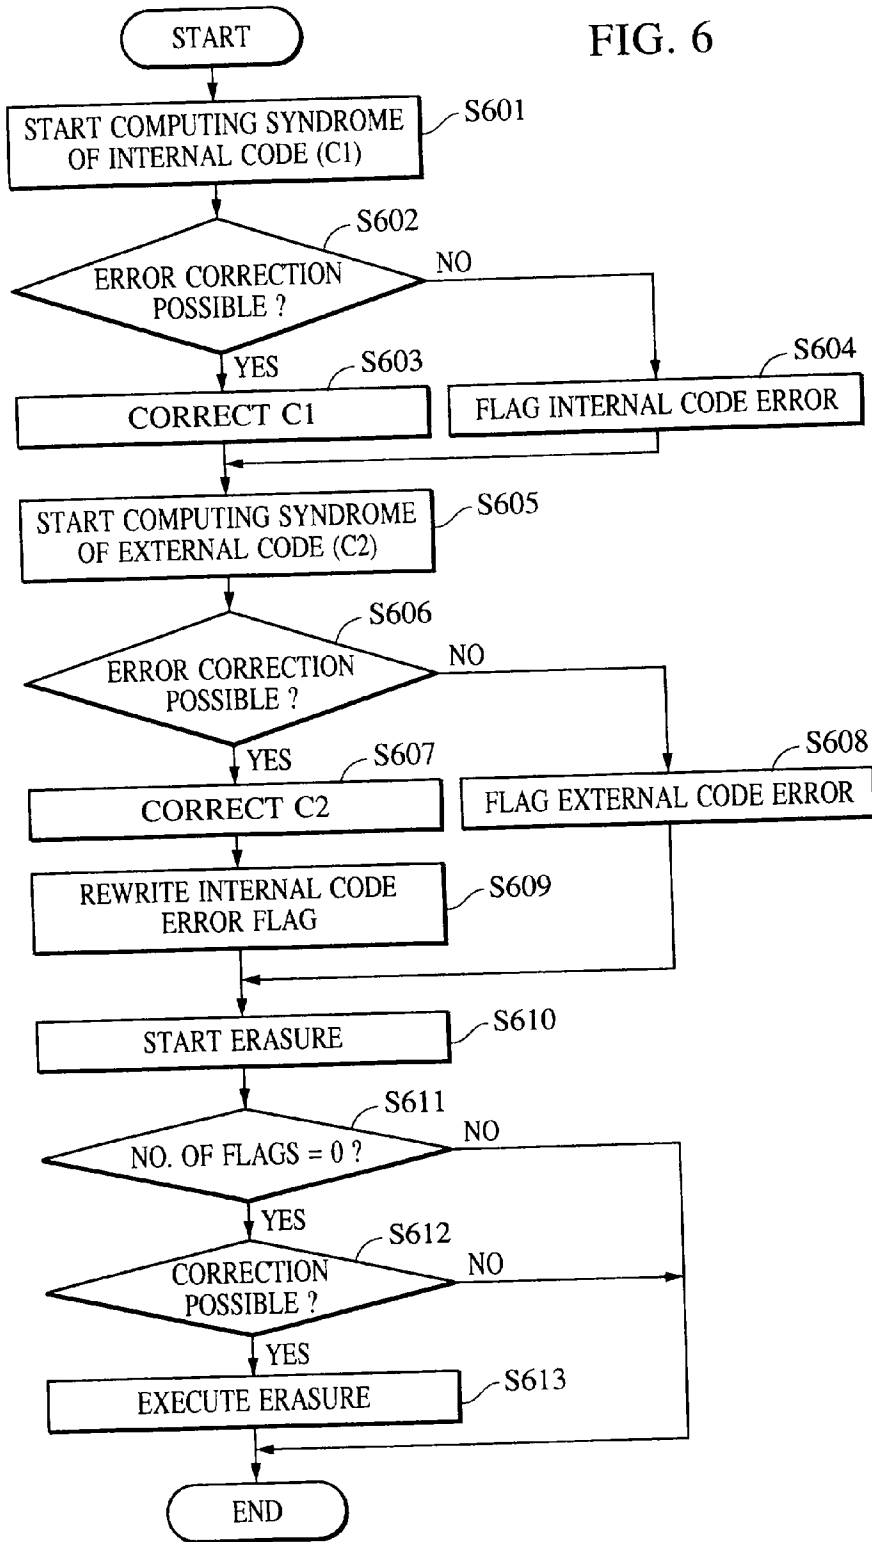 START
FIG. 6
START COMPUTING SYNDROME
OF INTERNAL CODE (C1)
S601
S602
ERROR CORRECTION
POSSIBLE ?
NO
YES
S603
CORRECT C1
S604
FLAG INTERNAL CODE ERROR
START COMPUTING SYNDROME
OF EXTERNAL CODE (C2)
S605
S606
ERROR CORRECTION
POSSIBLE ?
NO
YES
S607
CORRECT C2
S608
FLAG EXTERNAL CODE ERROR
REWRITE INTERNAL CODE
ERROR FLAG
S609
START ERASURE
S610
S611
NO. OF FLAGS = 0 ?
NO
YES
S612
CORRECTION
POSSIBLE ?
NO
YES
EXECUTE ERASURE
S613
END